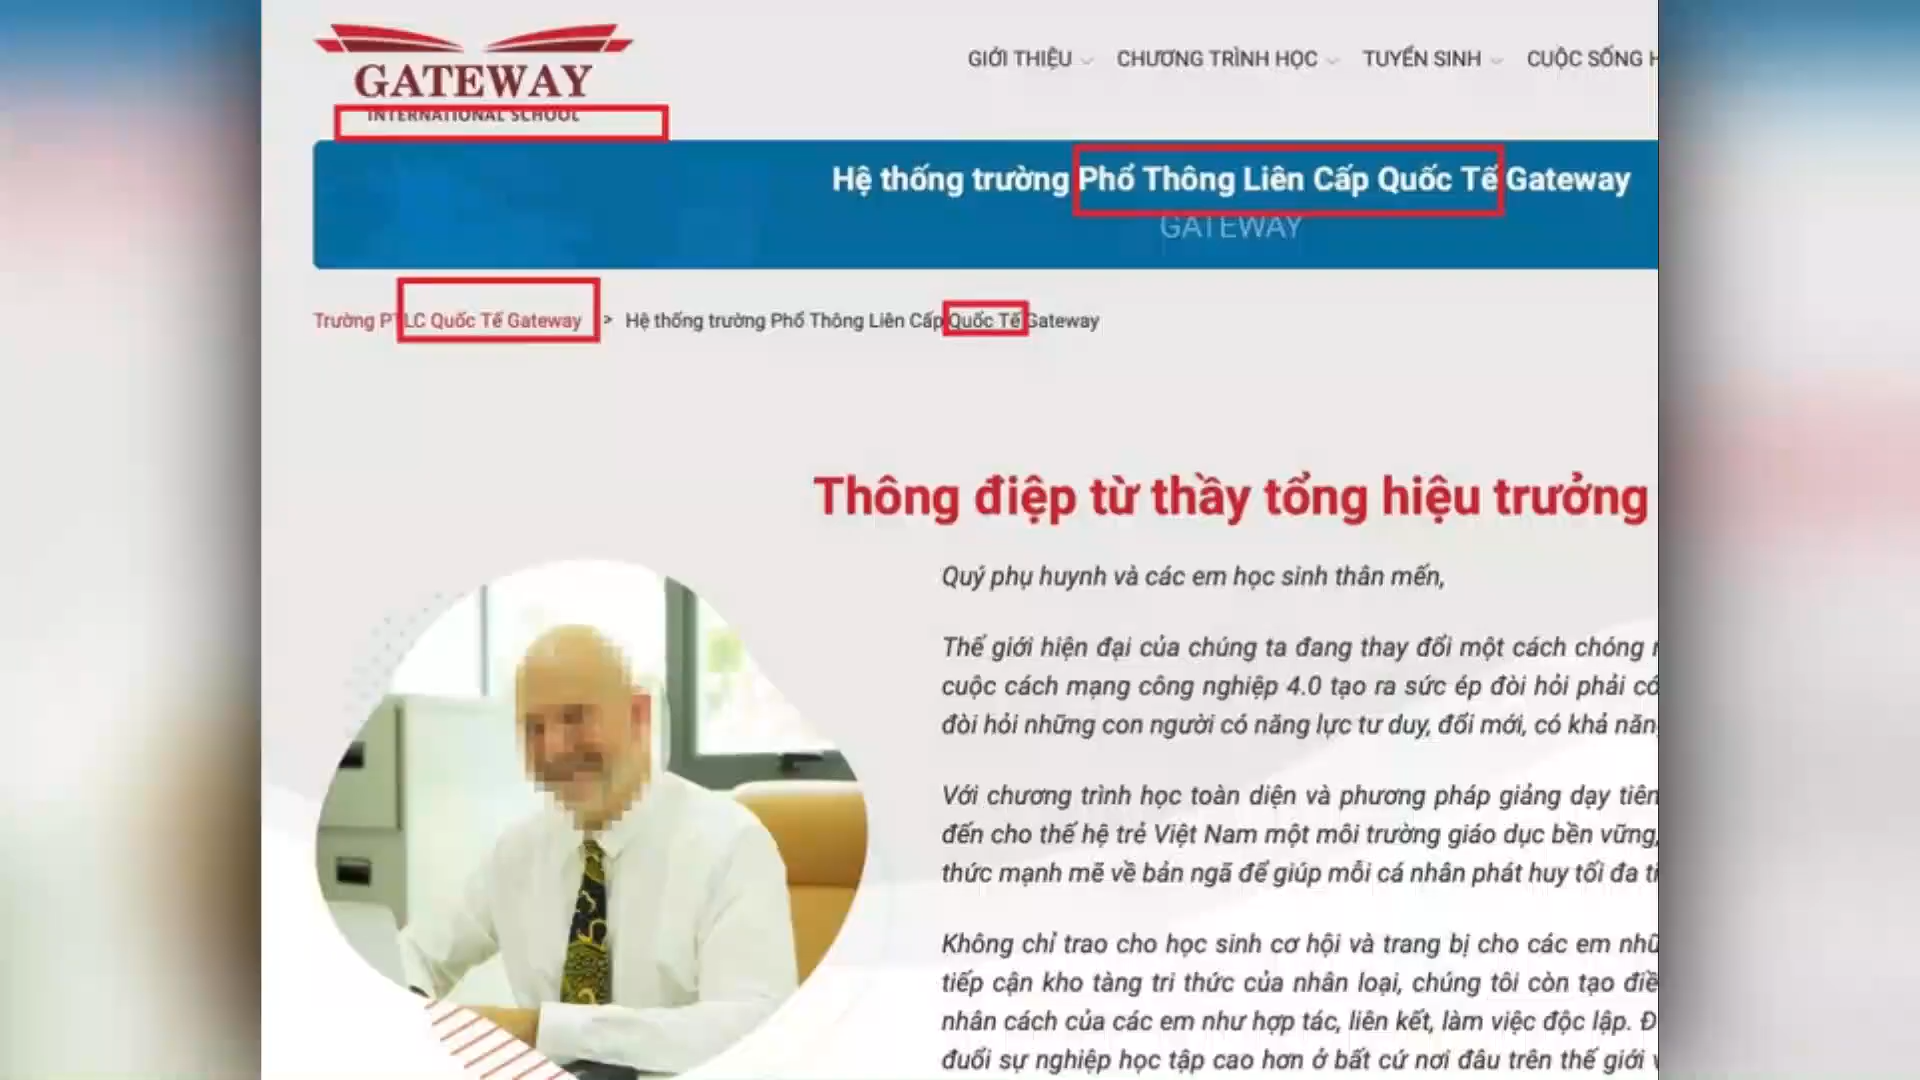 GATEWAY
INTERNATIONAL SCHOOL
GIỚI THIỆU CHƯƠNG TRÌNH HỌC TUYỂN SINH CUỘC SỐNG
Hệ thống trường Phổ Thông Liên Cấp Quốc Tế Gateway
GATEWAY
Trường PTLC Quốc Tế Gateway > Hệ thống trường Phổ Thông Liên Cấp Quốc Tế Gateway
Thông điệp từ thầy tổng hiệu trưởng
Quý phụ huynh và các em học sinh thân mến,
Thế giới hiện đại của chúng ta đang thay đổi một cách chóng
cuộc cách mạng công nghiệp 4.0 tạo ra sức ép đòi hỏi phải có
đòi hỏi những con người có năng lực tư duy, đổi mới, có khả năng
Với chương trình học toàn diện và phương pháp giảng dạy tiên
đến cho thế hệ trẻ Việt Nam một môi trường giáo dục bền vững,
thức mạnh mẽ về bản ngã để giúp mỗi cá nhân phát huy tối đa
Không chỉ trao cho học sinh cơ hội và trang bị cho các em
tiếp cận kho tàng tri thức của nhân loại, chúng tôi còn tạo
nhân cách của các em như hợp tác, liên kết, làm việc độc lập.
đuổi sự nghiệp học tập cao hơn ở bất cứ nơi đâu trên thế giới